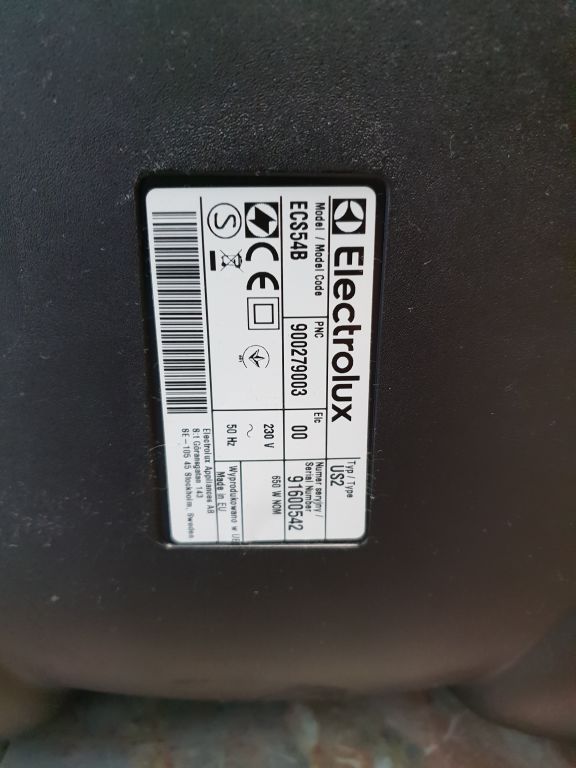 Electrolux
Typ / Type
US2
Model / Model Code
ECS54B
PNC
900279003
Elc
00
Numer seryjny /
Serial Number
91600542
230 V
50 Hz
650 W NOM
Wyprodukowano w UE
Made in EU
S
CE
Electrolux Appliances AB
S:t Göransgatan 143
SE-105 45 Stockholm, Sweden